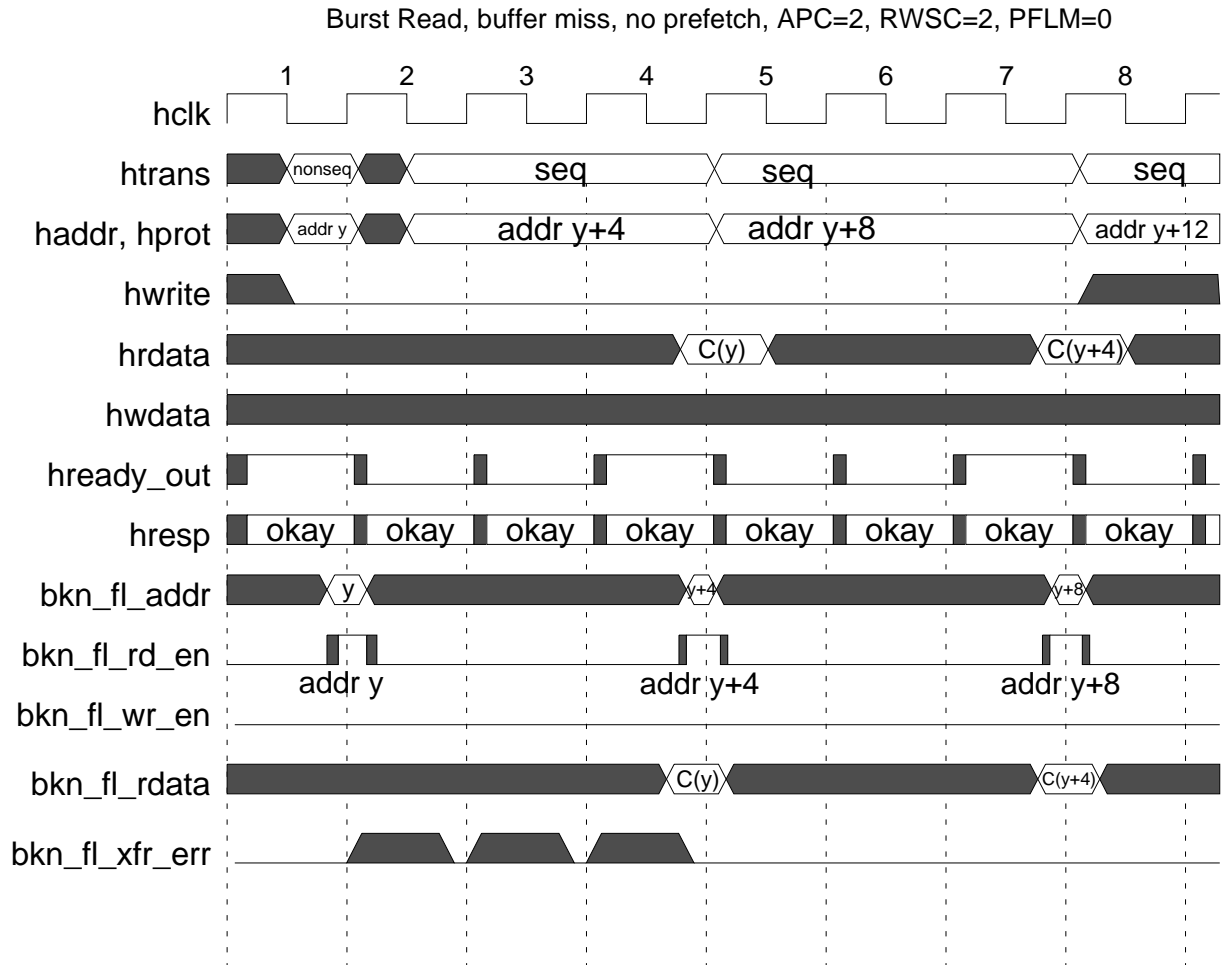 Burst Read, buffer miss, no prefetch, APC=2, RWSC=2, PFLM=0
1 2 3 4 5 6 7 8
hclk
htrans nonseq seq seq seq
haddr, hprot addr y addr y+4 addr y+8 addr y+12
hwrite
hrdata C(y) C(y+4)
hwdata
hready_out
hresp okay okay okay okay okay okay okay okay
bkn_fl_addr y y+4 y+8
bkn_fl_rd_en
addr y addr y+4 addr y+8
bkn_fl_wr_en
bkn_fl_rdata C(y) C(y+4)
bkn_fl_xfr_err